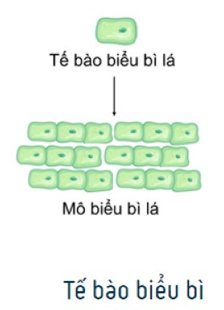 Tế bào biểu bì lá
Mô biểu bì lá
Tế bào biểu bì